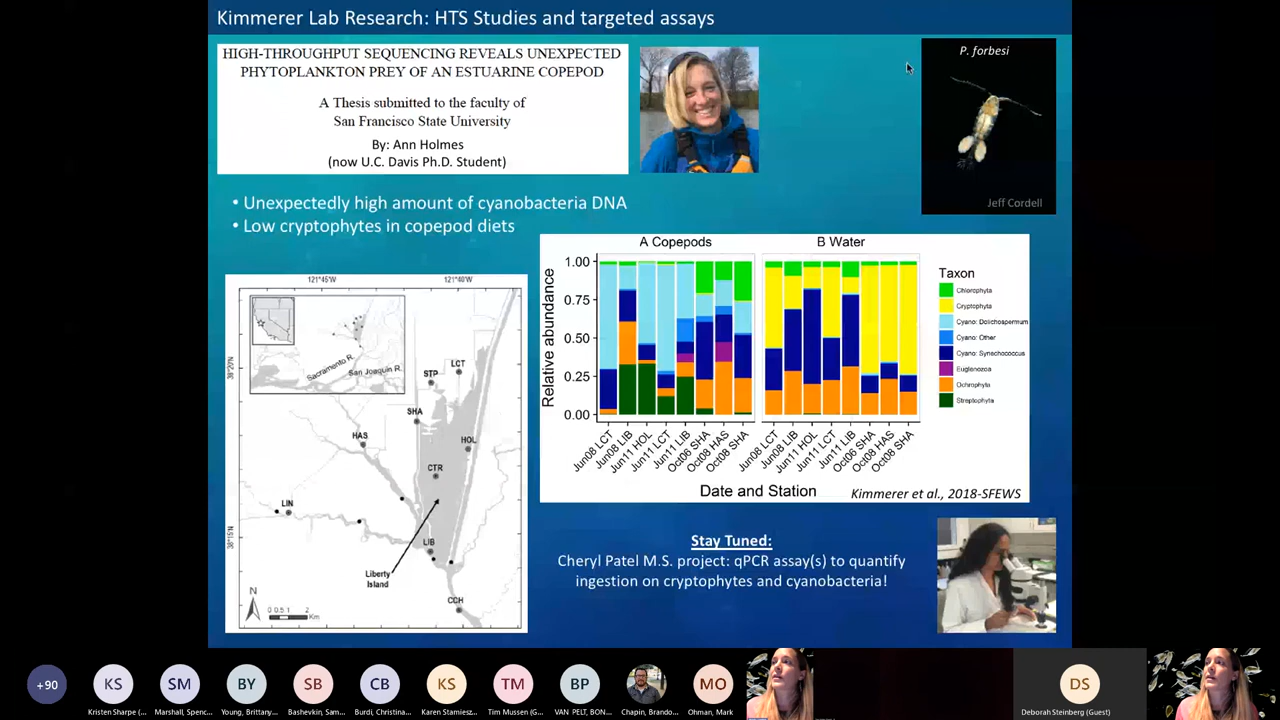 Kimmerer Lab Research: HTS Studies and targeted assays
HIGH-THROUGHPUT SEQUENCING REVEALS UNEXPECTED
PHYTOPLANKTON PREY OF AN ESTUARINE COPEPOD
A Thesis submitted to the faculty of
San Francisco State University
By: Ann Holmes
(now U.C. Davis Ph.D. Student)
P. forbesi
Jeff Cordell
• Unexpectedly high amount of cyanobacteria DNA
• Low cryptophytes in copepod diets
121°45'W
121°40'W
38°20'N
38°15'N
Sacramento R.
San Joaquin R.
STP
LCT
SHA
HAS
HOL
CTR
LIN
LIB
Liberty
Island
CCH
N
0 0.5 1 2
Km
A Copepods
B Water
Relative abundance
1.00
0.75
0.50
0.25
0.00
Jun08 LCT
Jun08 LIB
Jun11 HOL
Jun11 LCT
Jun11 LIB
Oct06 SHA
Oct08 HAS
Oct08 SHA
Jun08 LCT
Jun08 LIB
Jun11 HOL
Jun11 LCT
Jun11 LIB
Oct06 SHA
Oct08 HAS
Oct08 SHA
Date and Station
Taxon
Chlorophyta
Cryptophyta
Cyano: Dolichospermum
Cyano: Other
Cyano: Synechococcus
Euglenozoa
Ochrophyta
Streptophyta
Kimmerer et al., 2018-SFEWS
Stay Tuned:
Cheryl Patel M.S. project: qPCR assay(s) to quantify
ingestion on cryptophytes and cyanobacteria!
+90
KS
SM
BY
SB
CB
KS
TM
BP
MO
DS
Kristen Sharpe (...
Marshall, Spenc...
Young, Brittany...
Bashevkin, Sam...
Burdi, Christina...
Karen Stamiesz...
Tim Mussen (G...
VAN PELT, BON...
Chapin, Brando...
Ohman, Mark
Deborah Steinberg (Guest)